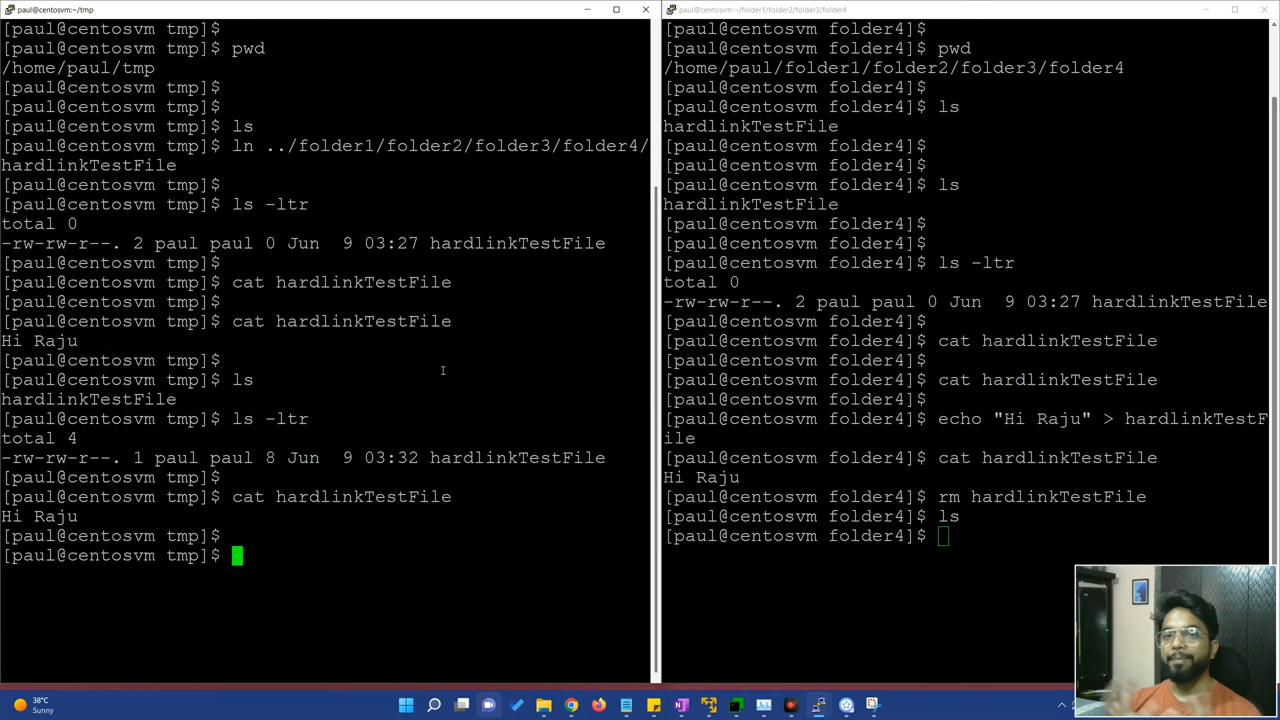 paul@centosvm:~/tmp
[paul@centosvm tmp]$
[paul@centosvm tmp]$ pwd
/home/paul/tmp
[paul@centosvm tmp]$
[paul@centosvm tmp]$
[paul@centosvm tmp]$ ls
[paul@centosvm tmp]$ ln ../folder1/folder2/folder3/folder4/
hardlinkTestFile
[paul@centosvm tmp]$
[paul@centosvm tmp]$ ls -ltr
total 0
-rw-rw-r--. 2 paul paul 0 Jun  9 03:27 hardlinkTestFile
[paul@centosvm tmp]$
[paul@centosvm tmp]$ cat hardlinkTestFile
[paul@centosvm tmp]$
[paul@centosvm tmp]$ cat hardlinkTestFile
Hi Raju
[paul@centosvm tmp]$
[paul@centosvm tmp]$ ls
hardlinkTestFile
[paul@centosvm tmp]$ ls -ltr
total 4
-rw-rw-r--. 1 paul paul 8 Jun  9 03:32 hardlinkTestFile
[paul@centosvm tmp]$
[paul@centosvm tmp]$ cat hardlinkTestFile
Hi Raju
[paul@centosvm tmp]$
[paul@centosvm tmp]$
paul@centosvm:~/folder1/folder2/folder3/folder4
[paul@centosvm folder4]$
[paul@centosvm folder4]$ pwd
/home/paul/folder1/folder2/folder3/folder4
[paul@centosvm folder4]$
[paul@centosvm folder4]$ ls
hardlinkTestFile
[paul@centosvm folder4]$
[paul@centosvm folder4]$
[paul@centosvm folder4]$ ls
hardlinkTestFile
[paul@centosvm folder4]$
[paul@centosvm folder4]$
[paul@centosvm folder4]$ ls -ltr
total 0
-rw-rw-r--. 2 paul paul 0 Jun  9 03:27 hardlinkTestFile
[paul@centosvm folder4]$
[paul@centosvm folder4]$ cat hardlinkTestFile
[paul@centosvm folder4]$
[paul@centosvm folder4]$ cat hardlinkTestFile
[paul@centosvm folder4]$
[paul@centosvm folder4]$ echo "Hi Raju" > hardlinkTestF
ile
[paul@centosvm folder4]$ cat hardlinkTestFile
Hi Raju
[paul@centosvm folder4]$ rm hardlinkTestFile
[paul@centosvm folder4]$ ls
[paul@centosvm folder4]$
38°C
Sunny